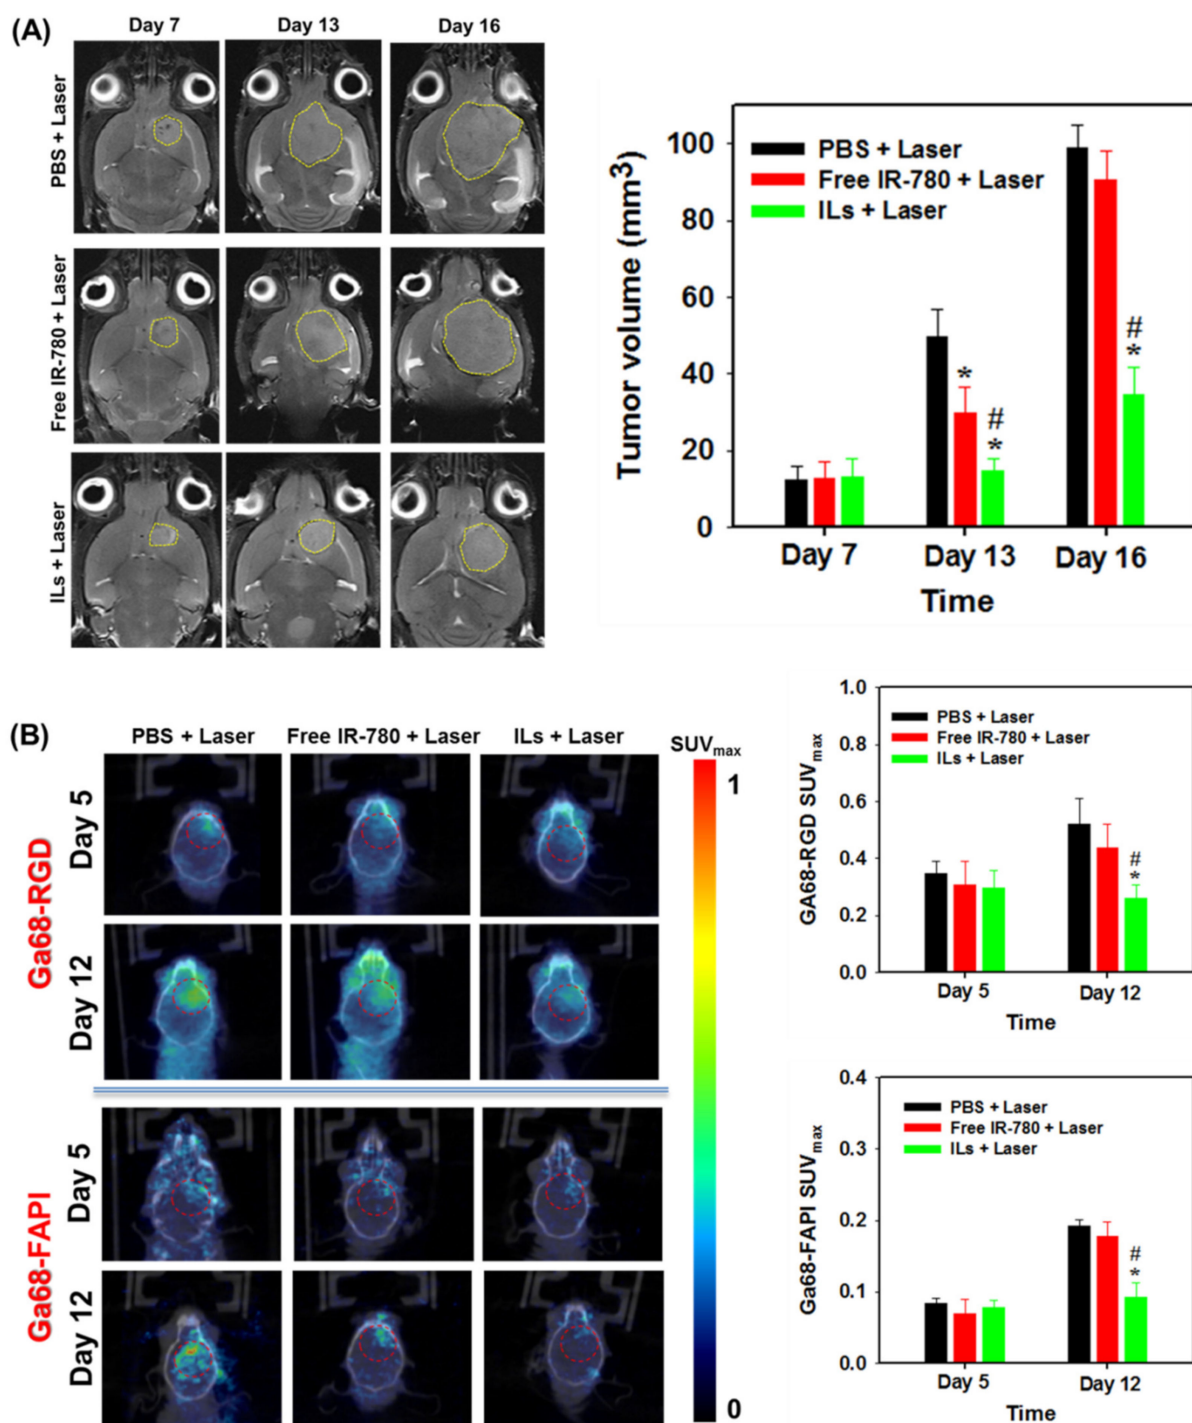 (A)
Day 7
Day 13
Day 16
PBS + Laser
Free IR-780 + Laser
ILs + Laser
Tumor volume (mm3)
100
80
60
40
20
0
PBS + Laser
Free IR-780 + Laser
ILs + Laser
*
#
*
#
*
Day 7
Day 13
Day 16
Time
(B)
PBS + Laser
Free IR-780 + Laser
ILs + Laser
SUVmax
1
0
Ga68-RGD
Day 5
Day 12
Ga68-FAPI
Day 5
Day 12
GA68-RGD SUVmax
1.0
0.8
0.6
0.4
0.2
0.0
PBS + Laser
Free IR-780 + Laser
ILs + Laser
#
*
Day 5
Day 12
Time
Ga68-FAPI SUVmax
0.4
0.3
0.2
0.1
0.0
PBS + Laser
Free IR-780 + Laser
ILs + Laser
#
*
Day 5
Day 12
Time